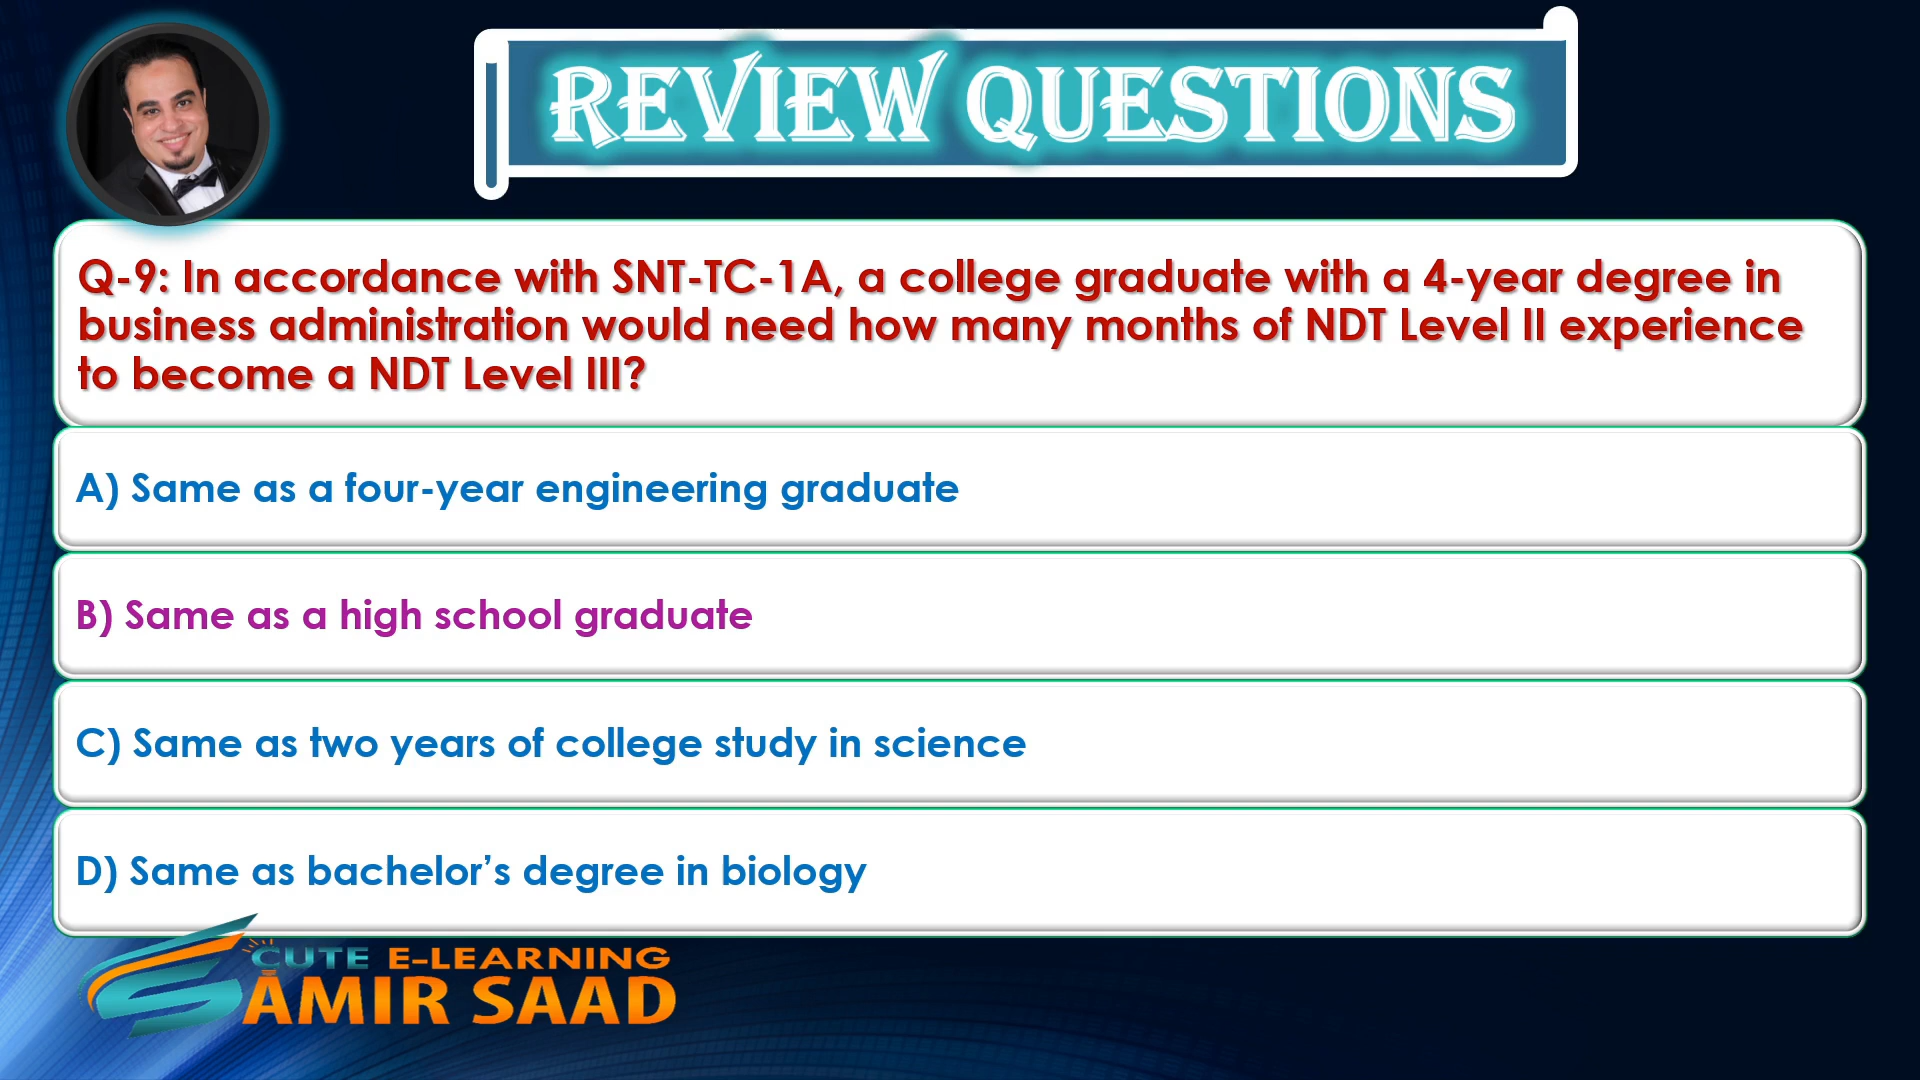 REVIEW QUESTIONS
Q-9: In accordance with SNT-TC-1A, a college graduate with a 4-year degree in
business administration would need how many months of NDT Level II experience
to become a NDT Level III?
A) Same as a four-year engineering graduate
B) Same as a high school graduate
C) Same as two years of college study in science
D) Same as bachelor’s degree in biology
CUTE E-LEARNING
AMIR SAAD